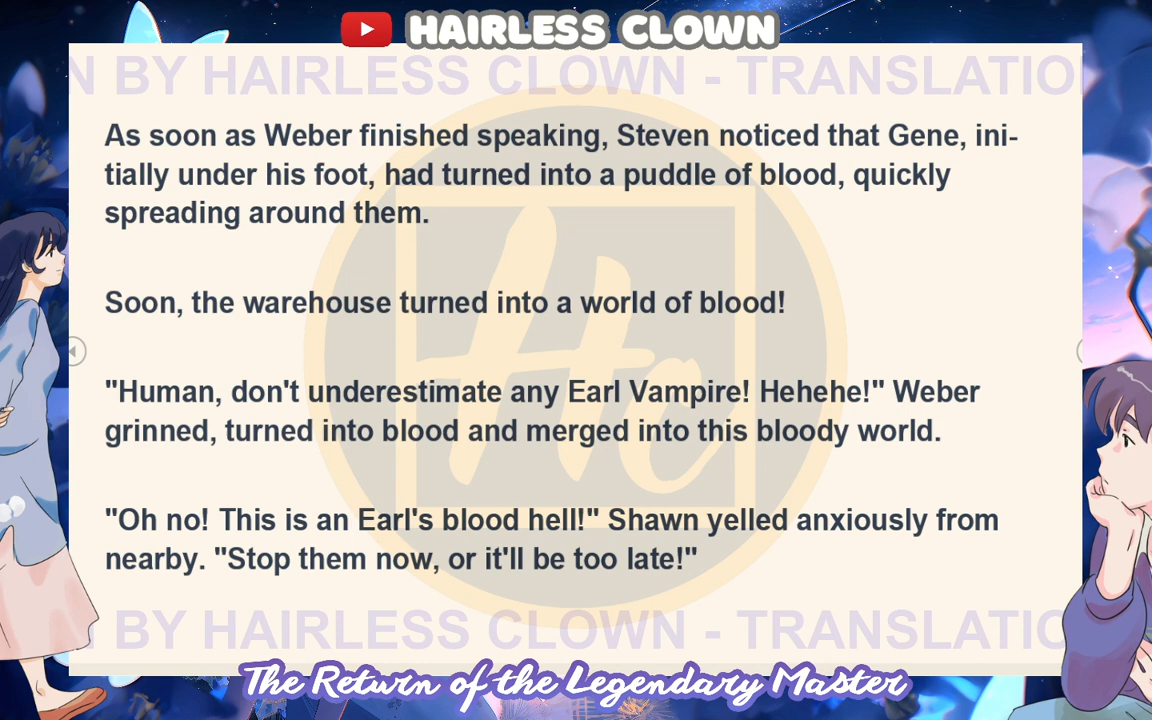 HAIRLESS CLOWN
N BY HAIRLESS CLOWN - TRANSLATIO
As soon as Weber finished speaking, Steven noticed that Gene, ini-
tially under his foot, had turned into a puddle of blood, quickly
spreading around them.
Soon, the warehouse turned into a world of blood!
"Human, don't underestimate any Earl Vampire! Hehehe!" Weber
grinned, turned into blood and merged into this bloody world.
Hc
"Oh no! This is an Earl's blood hell!" Shawn yelled anxiously from
nearby. "Stop them now, or it'll be too late!"
N BY HAIRLESS CLOWN - TRANSLATIO
The Return of the Legendary Master